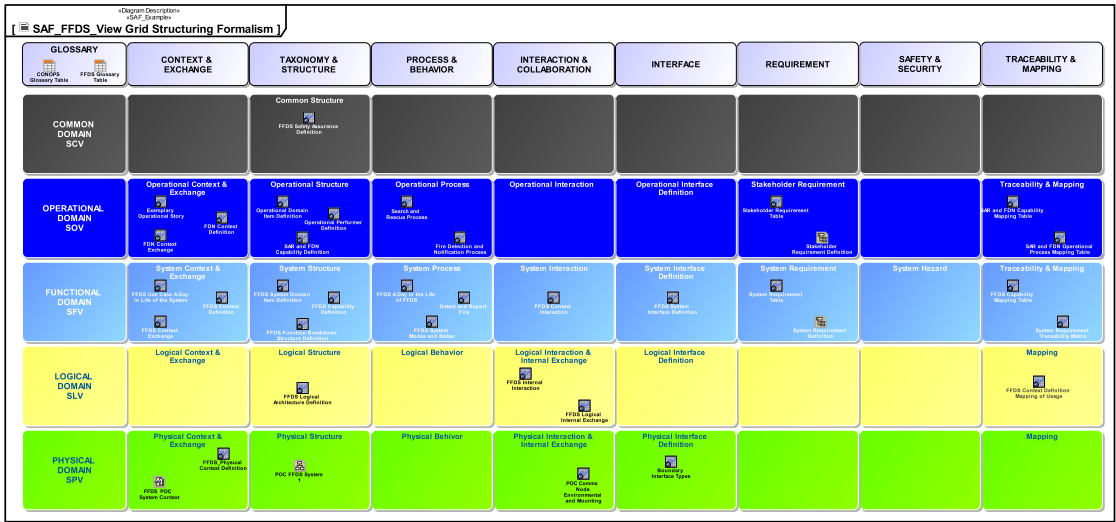 «Diagram Description»
«SAF_Example»
[ SAF_FFDS_View Grid Structuring Formalism ]
GLOSSARY
CONOPS
Glossary Table
FFDS Glossary
Table
CONTEXT &
EXCHANGE
TAXONOMY &
STRUCTURE
PROCESS &
BEHAVIOR
INTERACTION &
COLLABORATION
INTERFACE
REQUIREMENT
SAFETY &
SECURITY
TRACEABILITY &
MAPPING
COMMON
DOMAIN
SCV
Common Structure
FFDS Safety Assurance
Definition
OPERATIONAL
DOMAIN
SOV
Operational Context &
Exchange
Exemplary
Operational Story
FDN Context
Definition
FDN Context
Exchange
Operational Structure
Operational Domain
Item Definition
Operational Performer
Definition
SAR and FDN
Capability Definition
Operational Process
Search and
Rescue Process
Fire Detection and
Notification Process
Operational Interaction
Operational Interface
Definition
Stakeholder Requirement
Stakeholder Requirement
Table
Stakeholder
Requirement Definition
Traceability & Mapping
SAR and FDN Capability
Mapping Table
SAR and FDN Operational
Process Mapping Table
FUNCTIONAL
DOMAIN
SFV
System Context &
Exchange
FFDS Use Case A Day
in Life of the System
FFDS Context
Definition
FFDS Context
Exchange
System Structure
FFDS System Domain
Item Definition
FFDS Capability
Definition
FFDS Function Breakdown
Structure Definition
System Process
FFDS A Day in the Life
of FFDS
Detect and Report
Fire
FFDS System
Modes and States
System Interaction
FFDS Context
Interaction
System Interface
Definition
FFDS System
Interface Definition
System Requirement
System Requirement
Table
System Requirement
Definition
System Hazard
Traceability & Mapping
FFDS Capability
Mapping Table
System Requirement
Traceability Matrix
LOGICAL
DOMAIN
SLV
Logical Context &
Exchange
Logical Structure
FFDS Logical
Architecture Definition
Logical Behavior
Logical Interaction &
Internal Exchange
FFDS Internal
Interaction
FFDS Logical
Internal Exchange
Logical Interface
Definition
Mapping
FFDS Context Definition
Mapping of Usage
PHYSICAL
DOMAIN
SPV
Physical Context &
Exchange
FFDS_Physical
Context Definition
FFDS POC
System Context
Physical Structure
POC FFDS System
1
Physical Behivor
Physical Interaction &
Internal Exchange
POC Comms
Node
Environmental
and Mounting
Physical Interface
Definition
Boundary
Interface Types
Mapping